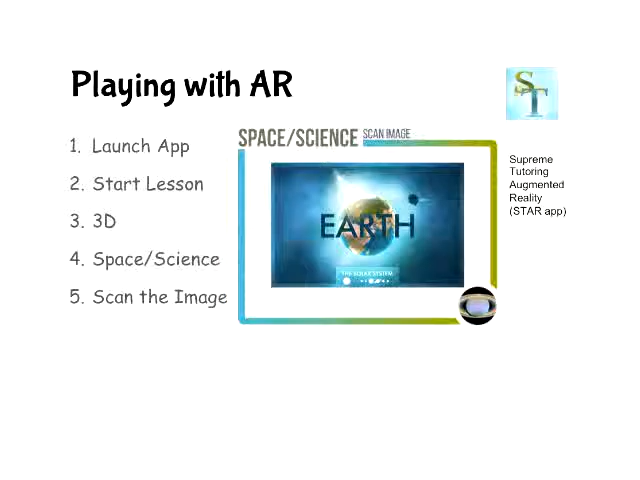 Playing with AR
1. Launch App
2. Start Lesson
3. 3D
4. Space/Science
5. Scan the Image
SPACE/SCIENCE SCAN IMAGE
EARTH
THE SOLAR SYSTEM
ST
Supreme
Tutoring
Augmented
Reality
(STAR app)